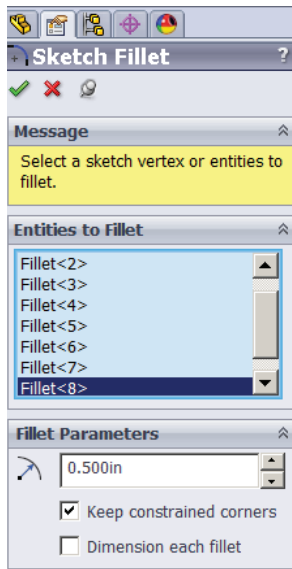 Sketch Fillet ?
Message
Select a sketch vertex or entities to
fillet.
Entities to Fillet
Fillet<2>
Fillet<3>
Fillet<4>
Fillet<5>
Fillet<6>
Fillet<7>
Fillet<8>
Fillet Parameters
0.500in
Keep constrained corners
Dimension each fillet